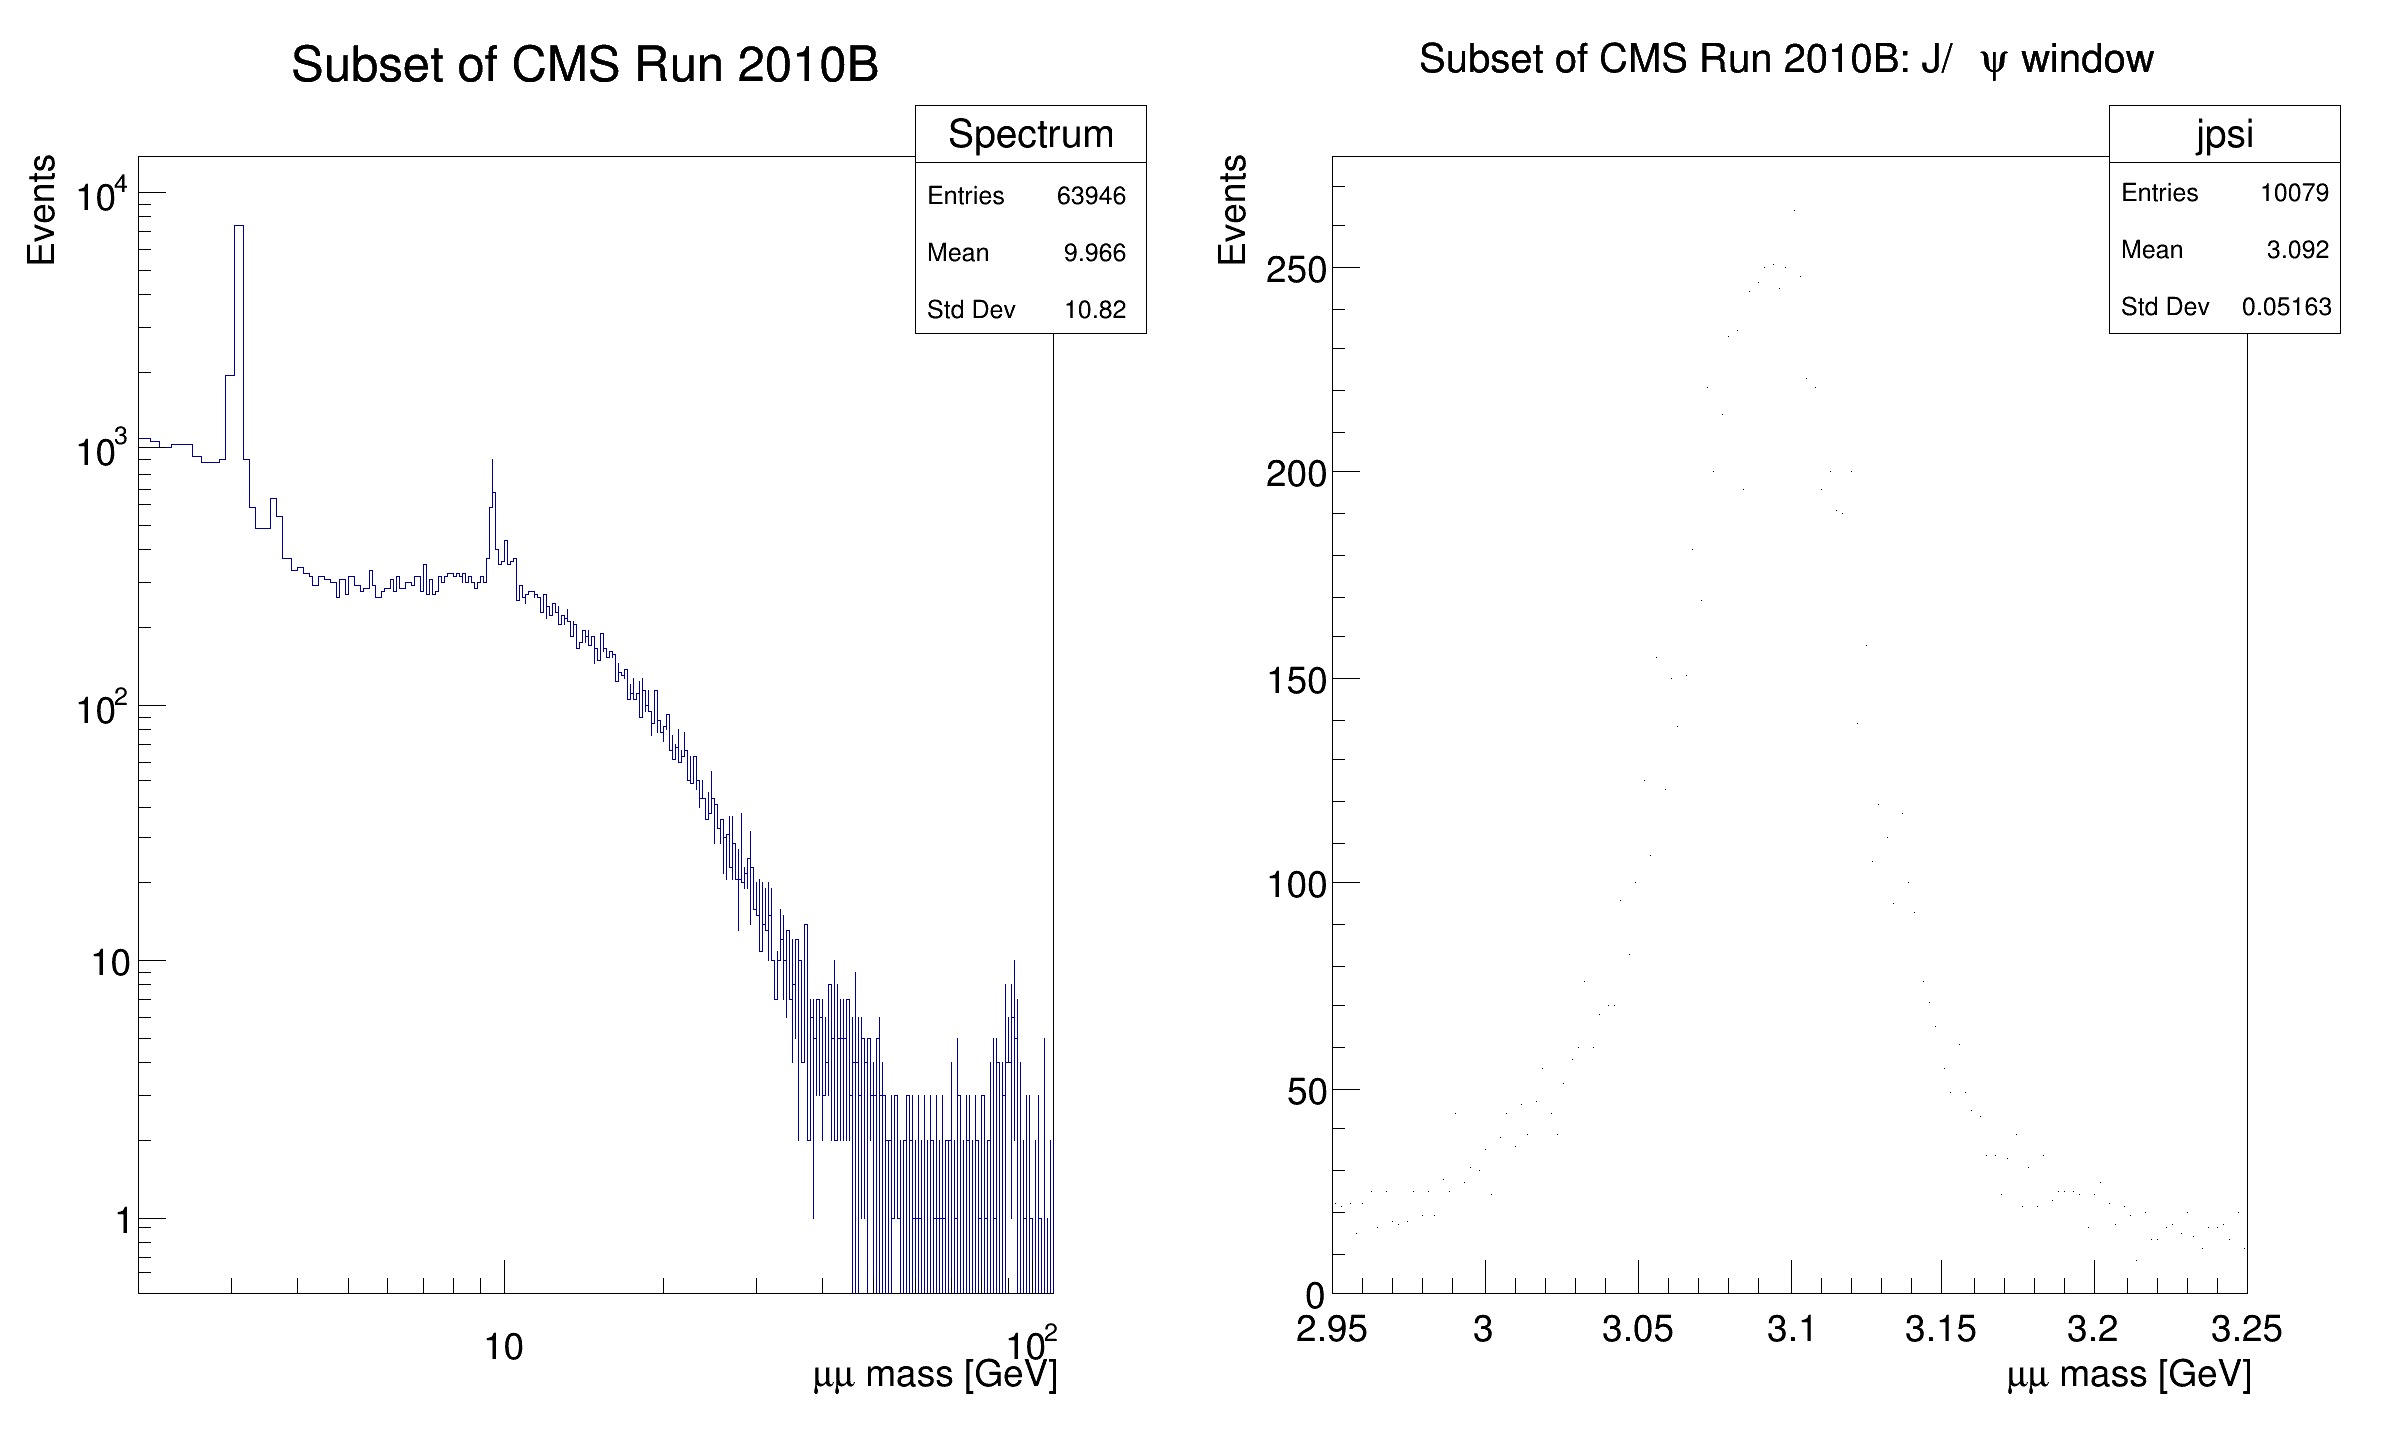 Subset of CMS Run 2010B
Spectrum
Entries 63946
Mean 9.966
Std Dev 10.82
Events
10^4
10^3
10^2
10
1
10 10^2
μμ mass [GeV]
Subset of CMS Run 2010B: J/ ψ window
jpsi
Entries 10079
Mean 3.092
Std Dev 0.05163
Events
250
200
150
100
50
0
2.95 3 3.05 3.1 3.15 3.2 3.25
μμ mass [GeV]